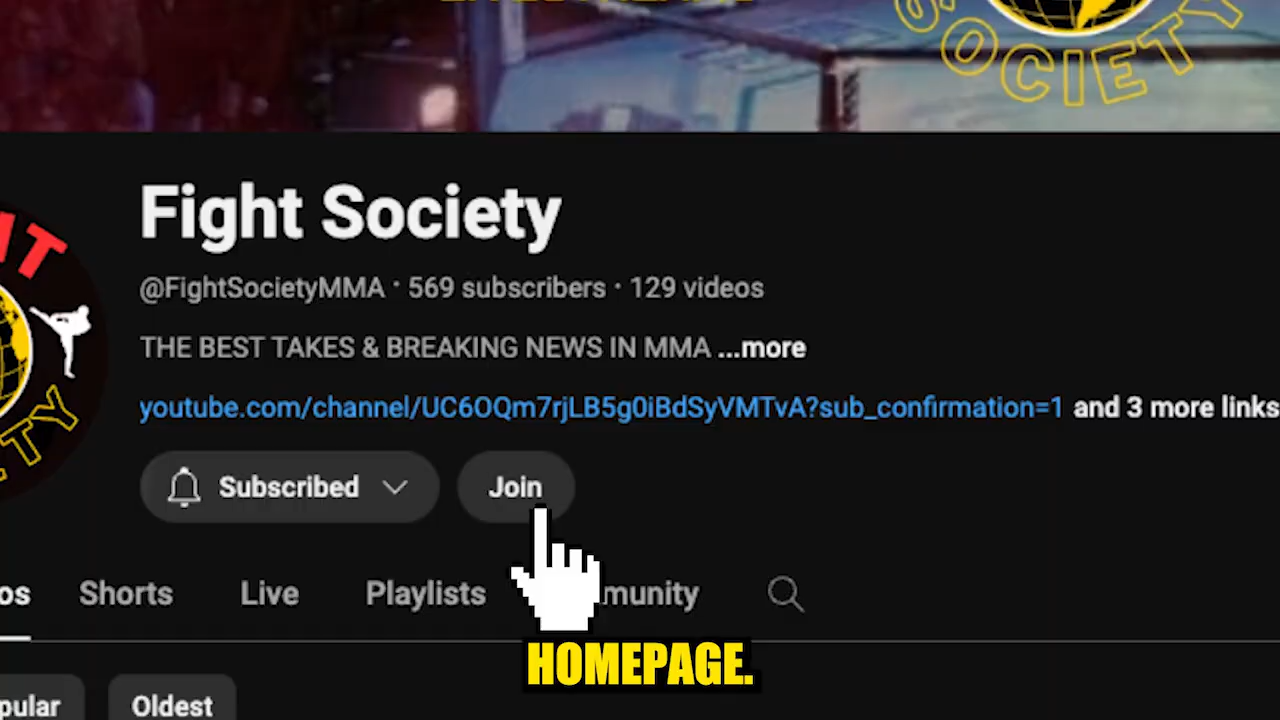 SOCIETY
Fight Society
@FightSocietyMMA · 569 subscribers · 129 videos
THE BEST TAKES & BREAKING NEWS IN MMA ...more
youtube.com/channel/UC6OQm7rjLB5g0iBdSyVMTvA?sub_confirmation=1 and 3 more links
Subscribed Join
Shorts Live Playlists
HOMEPAGE.
Oldest